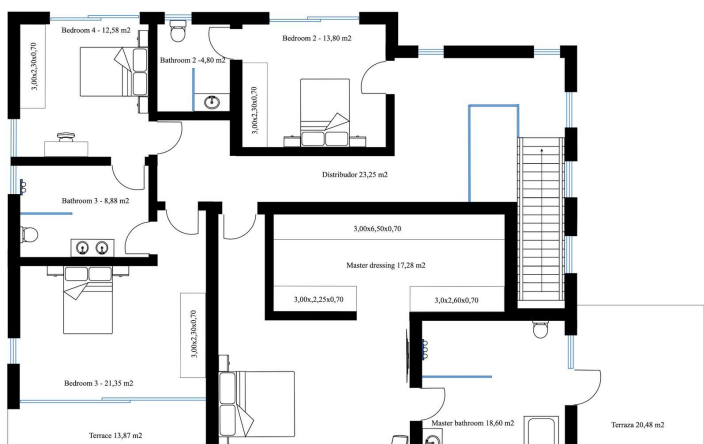 Bedroom 4 - 12,58 m2
Bedroom 2 - 13,80 m2
Bathroom 2 -4,80 m2
3,00x2,30x0,70
3,00x2,30x0,70
Distribudor 23,25 m2
Bathroom 3 - 8,88 m2
3,00x6,50x0,70
Master dressing 17,28 m2
3,00x,2,25x0,70
3,0x2,60x0,70
3,00x2,30x0,70
Bedroom 3 - 21,35 m2
Master bathroom 18,60 m2
Terraza 20,48 m2
Terrace 13,87 m2